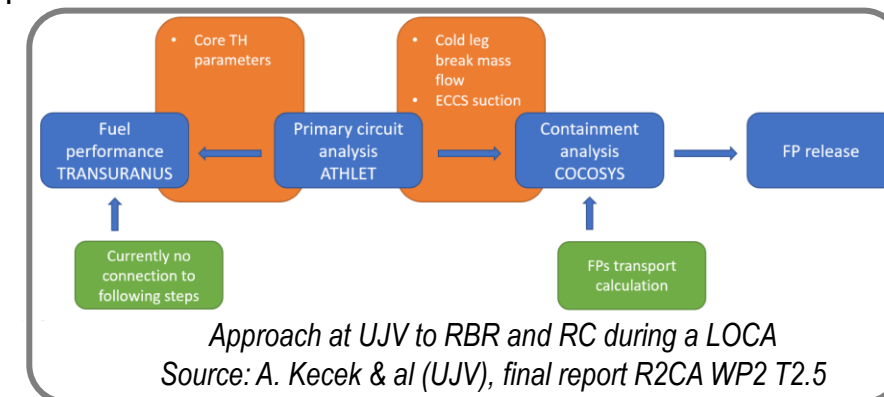 • Core TH
parameters
• Cold leg
break mass
flow
• ECCS suction
Fuel
performance
TRANSURANUS
Primary circuit
analysis
ATHLET
Containment
analysis
COCOSYS
FP release
Currently no
connection to
following steps
FPs transport
calculation
Approach at UJV to RBR and RC during a LOCA
Source: A. Kecek & al (UJV), final report R2CA WP2 T2.5